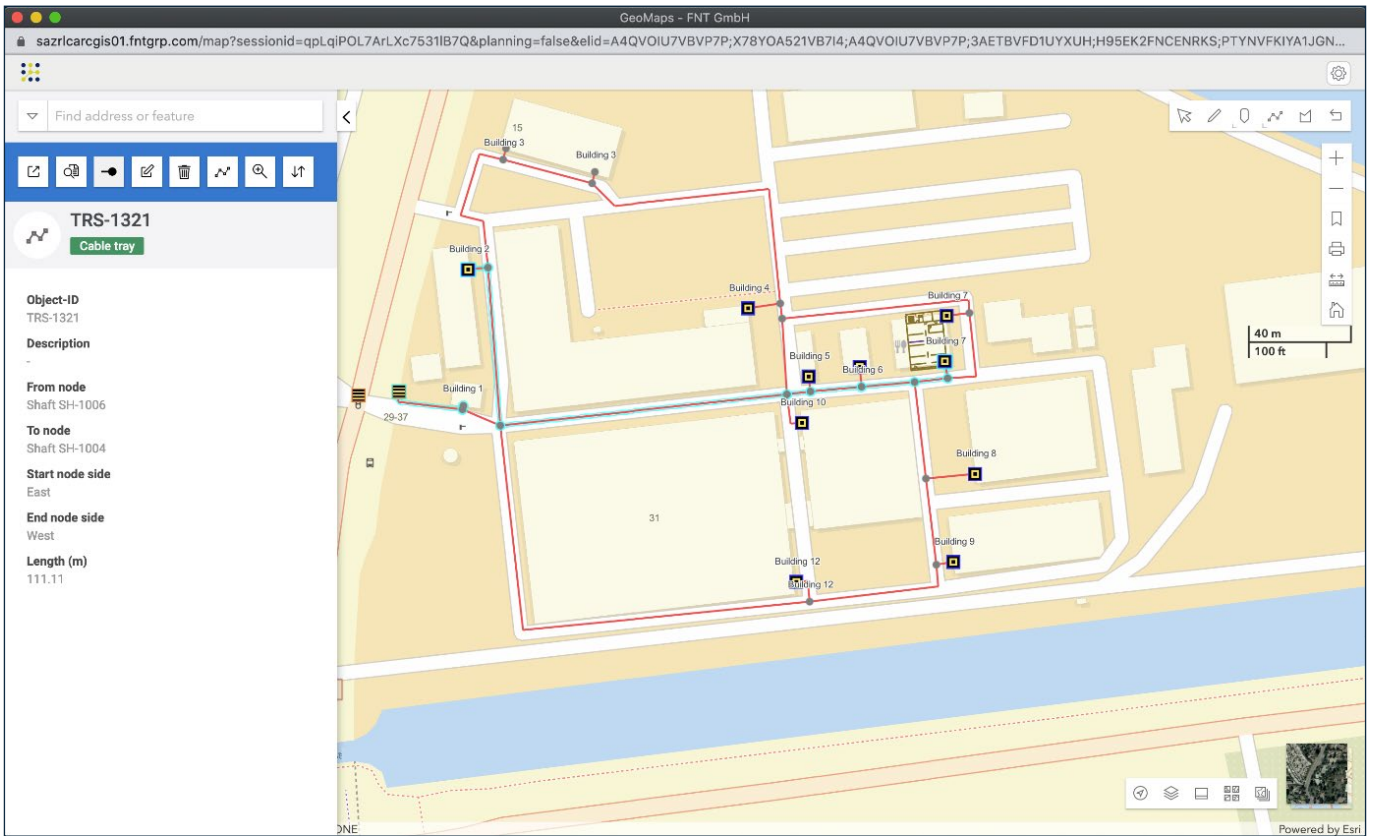 GeoMaps - FNT GmbH
sazrlcarcgis01.fntgrp.com/map?sessionid=qpLqiPOL7ArLXc7531lB7Q&planning=false&elid=A4QVOIU7VBVP7P;X78YOA521VB7I4;A4QVOIU7VBVP7P;3AETBVFD1UYXUH;H95EK2FNCENRKS;PTYNVFKIYA1JGN...
Find address or feature
TRS-1321
Cable tray
Object-ID
TRS-1321
Description
-
From node
Shaft SH-1006
To node
Shaft SH-1004
Start node side
East
End node side
West
Length (m)
111.11
15
Building 3
Building 3
Building 2
Building 4
Building 7
40 m
100 ft
Building 7
Building 5
Building 6
Building 1
29-37
Building 10
Building 8
31
Building 9
Building 12
Building 12
ONE
Powered by Esri